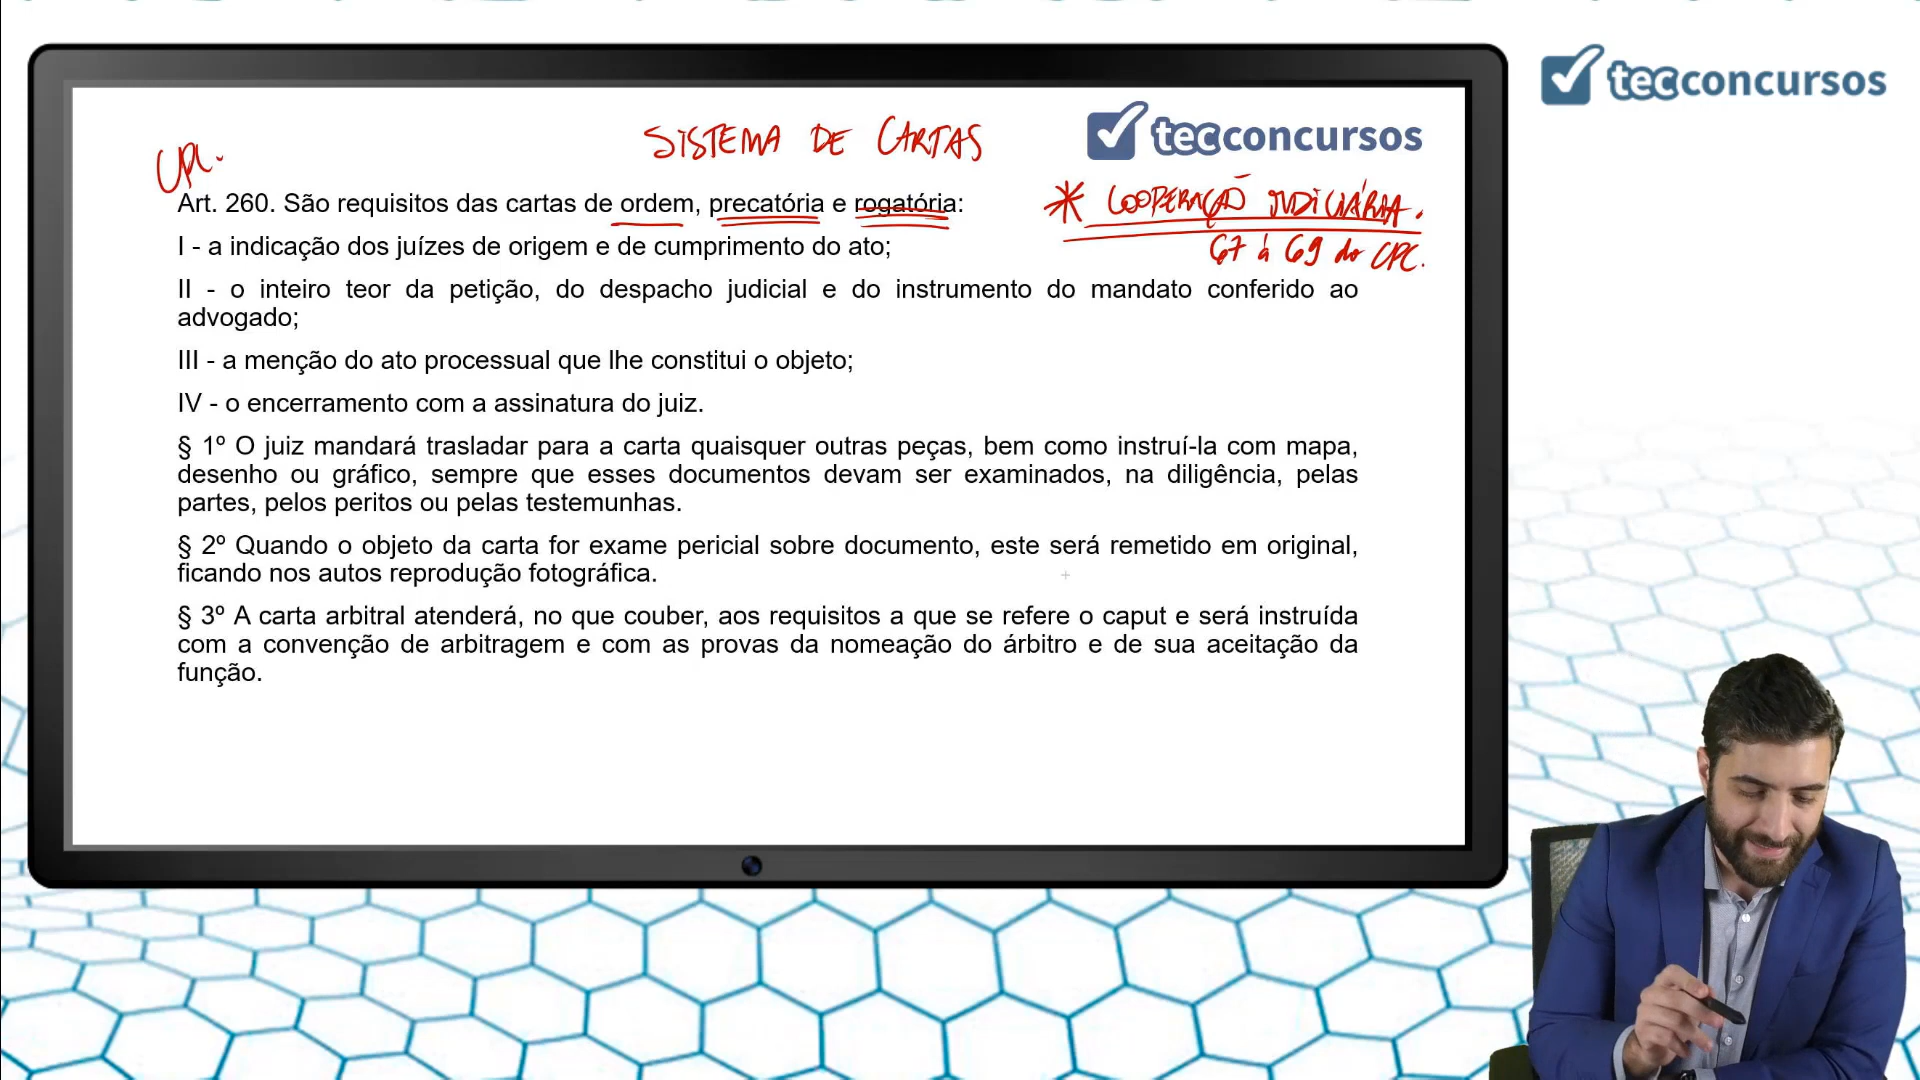 tecconcursos
SISTEMA DE CARTAS
tecconcursos
CPC.
Art. 260. São requisitos das cartas de ordem, precatória e rogatória:
* COOPERAÇÃO JUDICIÁRIA.
67 à 69 do CPC.
I - a indicação dos juízes de origem e de cumprimento do ato;
II - o inteiro teor da petição, do despacho judicial e do instrumento do mandato conferido ao
advogado;
III - a menção do ato processual que lhe constitui o objeto;
IV - o encerramento com a assinatura do juiz.
§ 1º O juiz mandará trasladar para a carta quaisquer outras peças, bem como instruí-la com mapa,
desenho ou gráfico, sempre que esses documentos devam ser examinados, na diligência, pelas
partes, pelos peritos ou pelas testemunhas.
§ 2º Quando o objeto da carta for exame pericial sobre documento, este será remetido em original,
ficando nos autos reprodução fotográfica.
§ 3º A carta arbitral atenderá, no que couber, aos requisitos a que se refere o caput e será instruída
com a convenção de arbitragem e com as provas da nomeação do árbitro e de sua aceitação da
função.